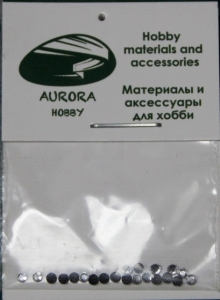 Hobby
materials and
accessories
AURORA
HOBBY
Материалы и
аксессуары
для хобби